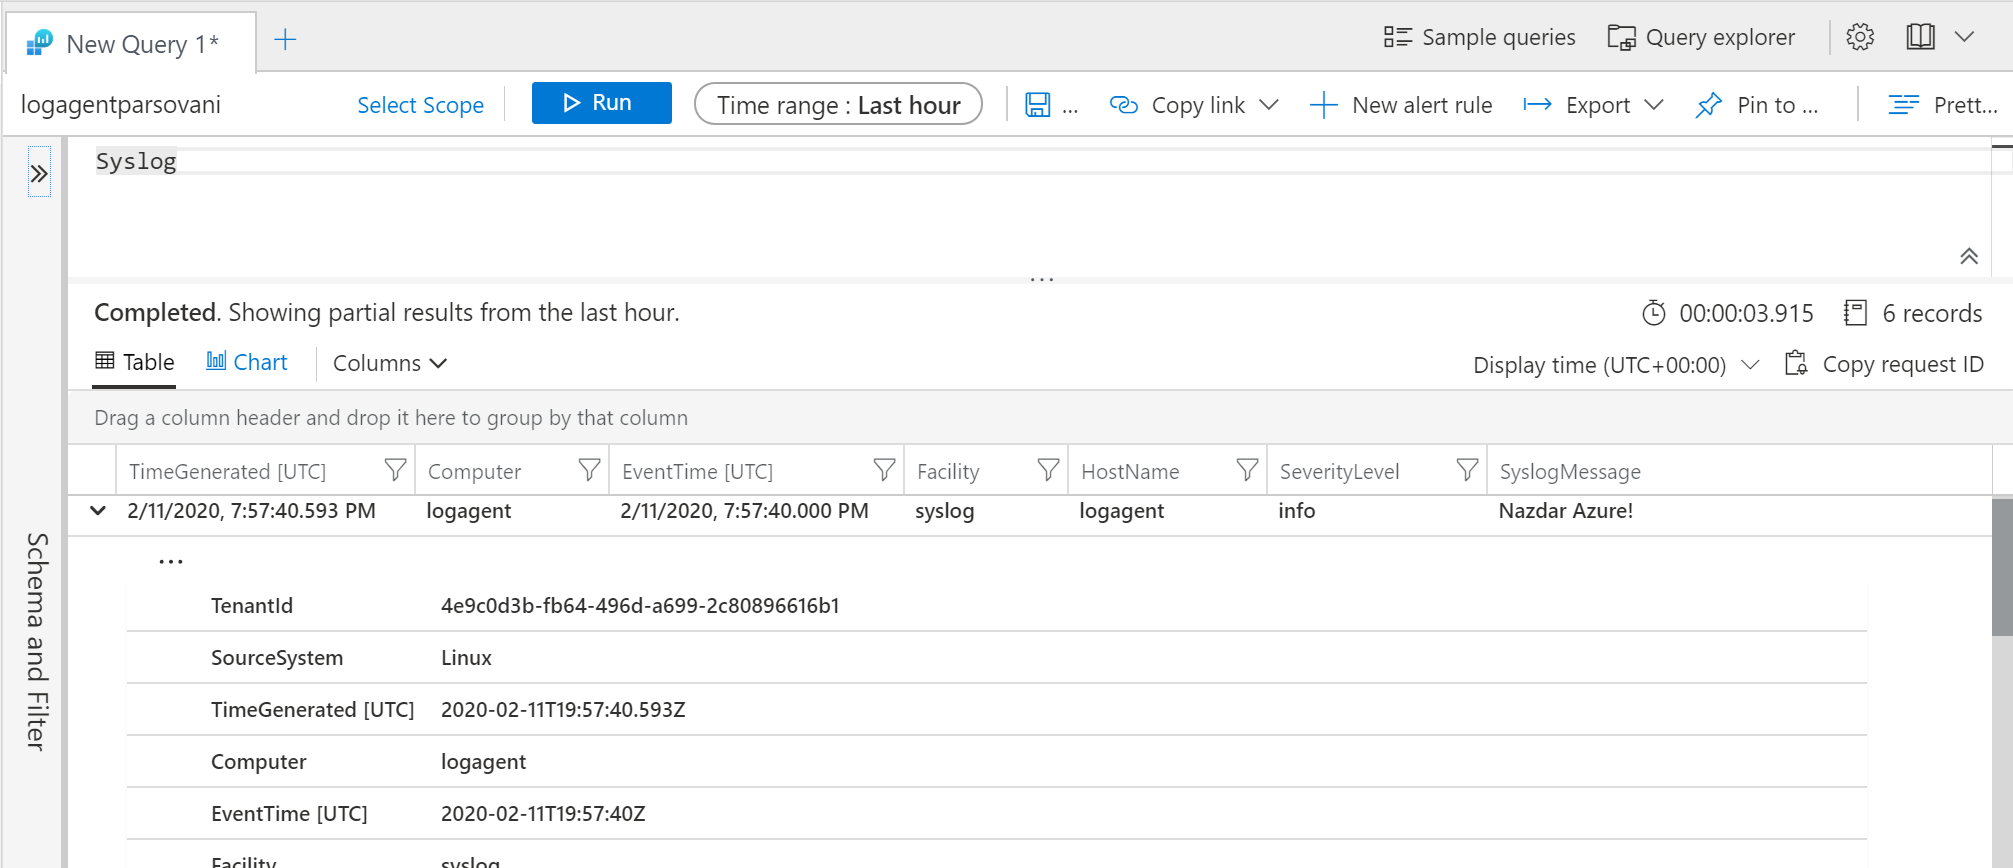 New Query 1*
Sample queries
Query explorer
logagentparsovani
Select Scope
Run
Time range : Last hour
...
Copy link
New alert rule
Export
Pin to ...
Prett...
Syslog
...
Completed. Showing partial results from the last hour.
00:00:03.915
6 records
Table
Chart
Columns
Display time (UTC+00:00)
Copy request ID
Drag a column header and drop it here to group by that column
TimeGenerated [UTC]
Computer
EventTime [UTC]
Facility
HostName
SeverityLevel
SyslogMessage
2/11/2020, 7:57:40.593 PM
logagent
2/11/2020, 7:57:40.000 PM
syslog
logagent
info
Nazdar Azure!
...
TenantId
4e9c0d3b-fb64-496d-a699-2c80896616b1
SourceSystem
Linux
TimeGenerated [UTC]
2020-02-11T19:57:40.593Z
Computer
logagent
EventTime [UTC]
2020-02-11T19:57:40Z
Facility
syslog
Schema and Filter